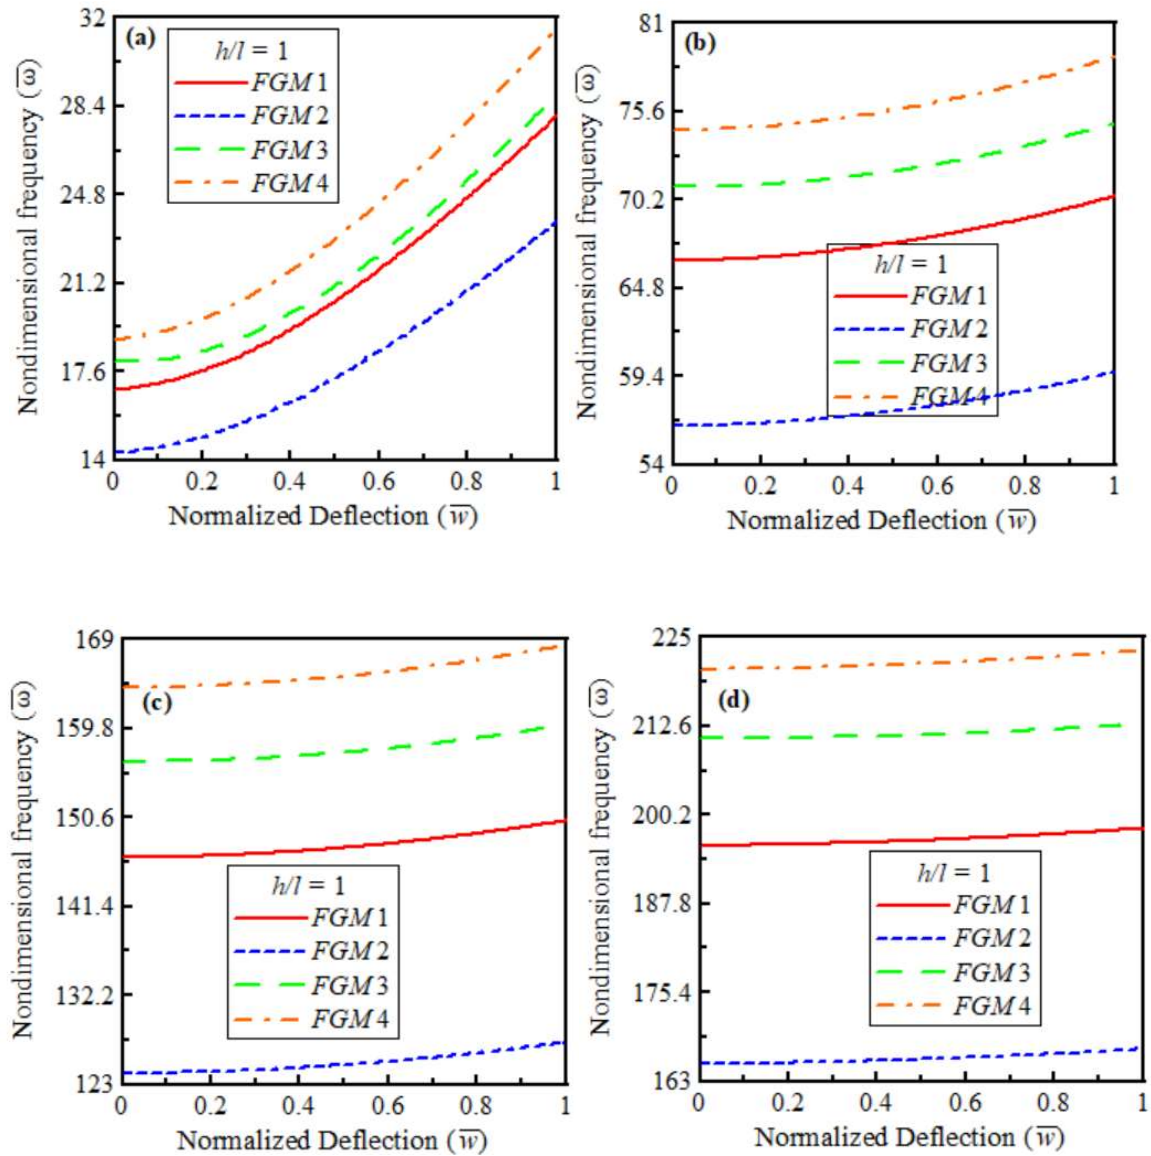 (a)
h/l = 1
FGM 1
FGM 2
FGM 3
FGM 4
32
28.4
24.8
21.2
17.6
14
0 0.2 0.4 0.6 0.8 1
Nondimensional frequency (ω̅)
Normalized Deflection (w̅)
(b)
h/l = 1
FGM 1
FGM 2
FGM 3
FGM 4
81
75.6
70.2
64.8
59.4
54
0 0.2 0.4 0.6 0.8 1
Nondimensional frequency (ω̅)
Normalized Deflection (w̅)
(c)
h/l = 1
FGM 1
FGM 2
FGM 3
FGM 4
169
159.8
150.6
141.4
132.2
123
0 0.2 0.4 0.6 0.8 1
Nondimensional frequency (ω̅)
Normalized Deflection (w̅)
(d)
h/l = 1
FGM 1
FGM 2
FGM 3
FGM 4
225
212.6
200.2
187.8
175.4
163
0 0.2 0.4 0.6 0.8 1
Nondimensional frequency (ω̅)
Normalized Deflection (w̅)